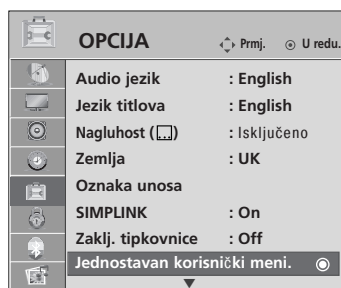 OPCIJA Prmj. U redu.
Audio jezik : English
Jezik titlova : English
Nagluhost ( ) : Isključeno
Zemlja : UK
Oznaka unosa
SIMPLINK : On
Zaklj. tipkovnice : Off
Jednostavan korisnički meni.